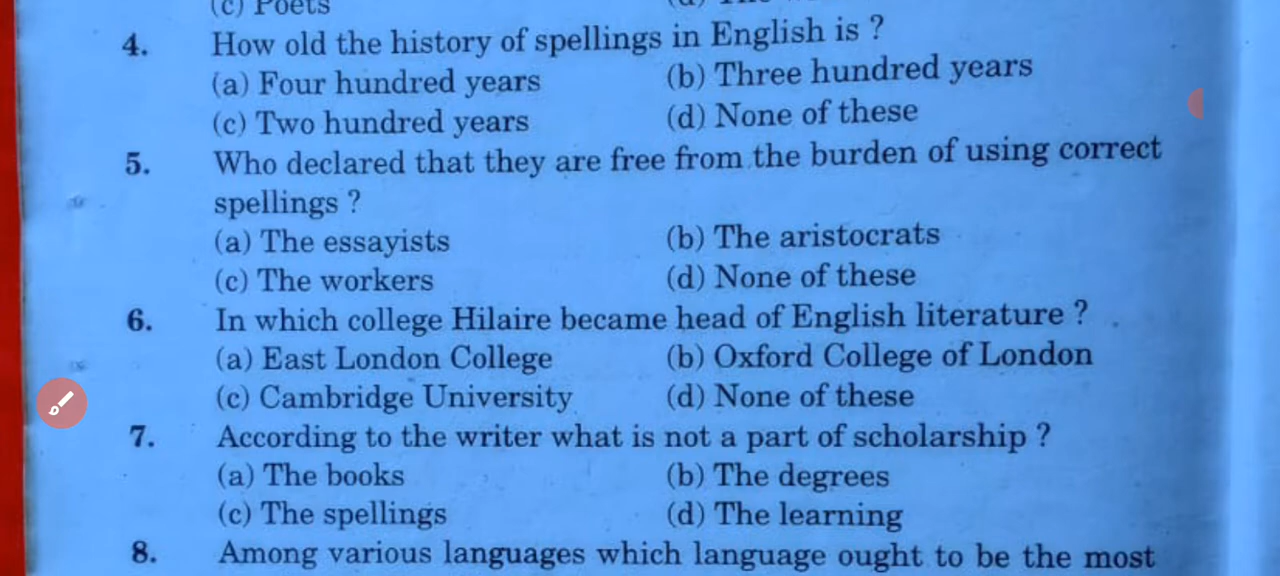 (c) Poets
4. How old the history of spellings in English is ?
(a) Four hundred years (b) Three hundred years
(c) Two hundred years (d) None of these
5. Who declared that they are free from the burden of using correct
spellings ?
(a) The essayists (b) The aristocrats
(c) The workers (d) None of these
6. In which college Hilaire became head of English literature ?
(a) East London College (b) Oxford College of London
(c) Cambridge University (d) None of these
7. According to the writer what is not a part of scholarship ?
(a) The books (b) The degrees
(c) The spellings (d) The learning
8. Among various languages which language ought to be the most